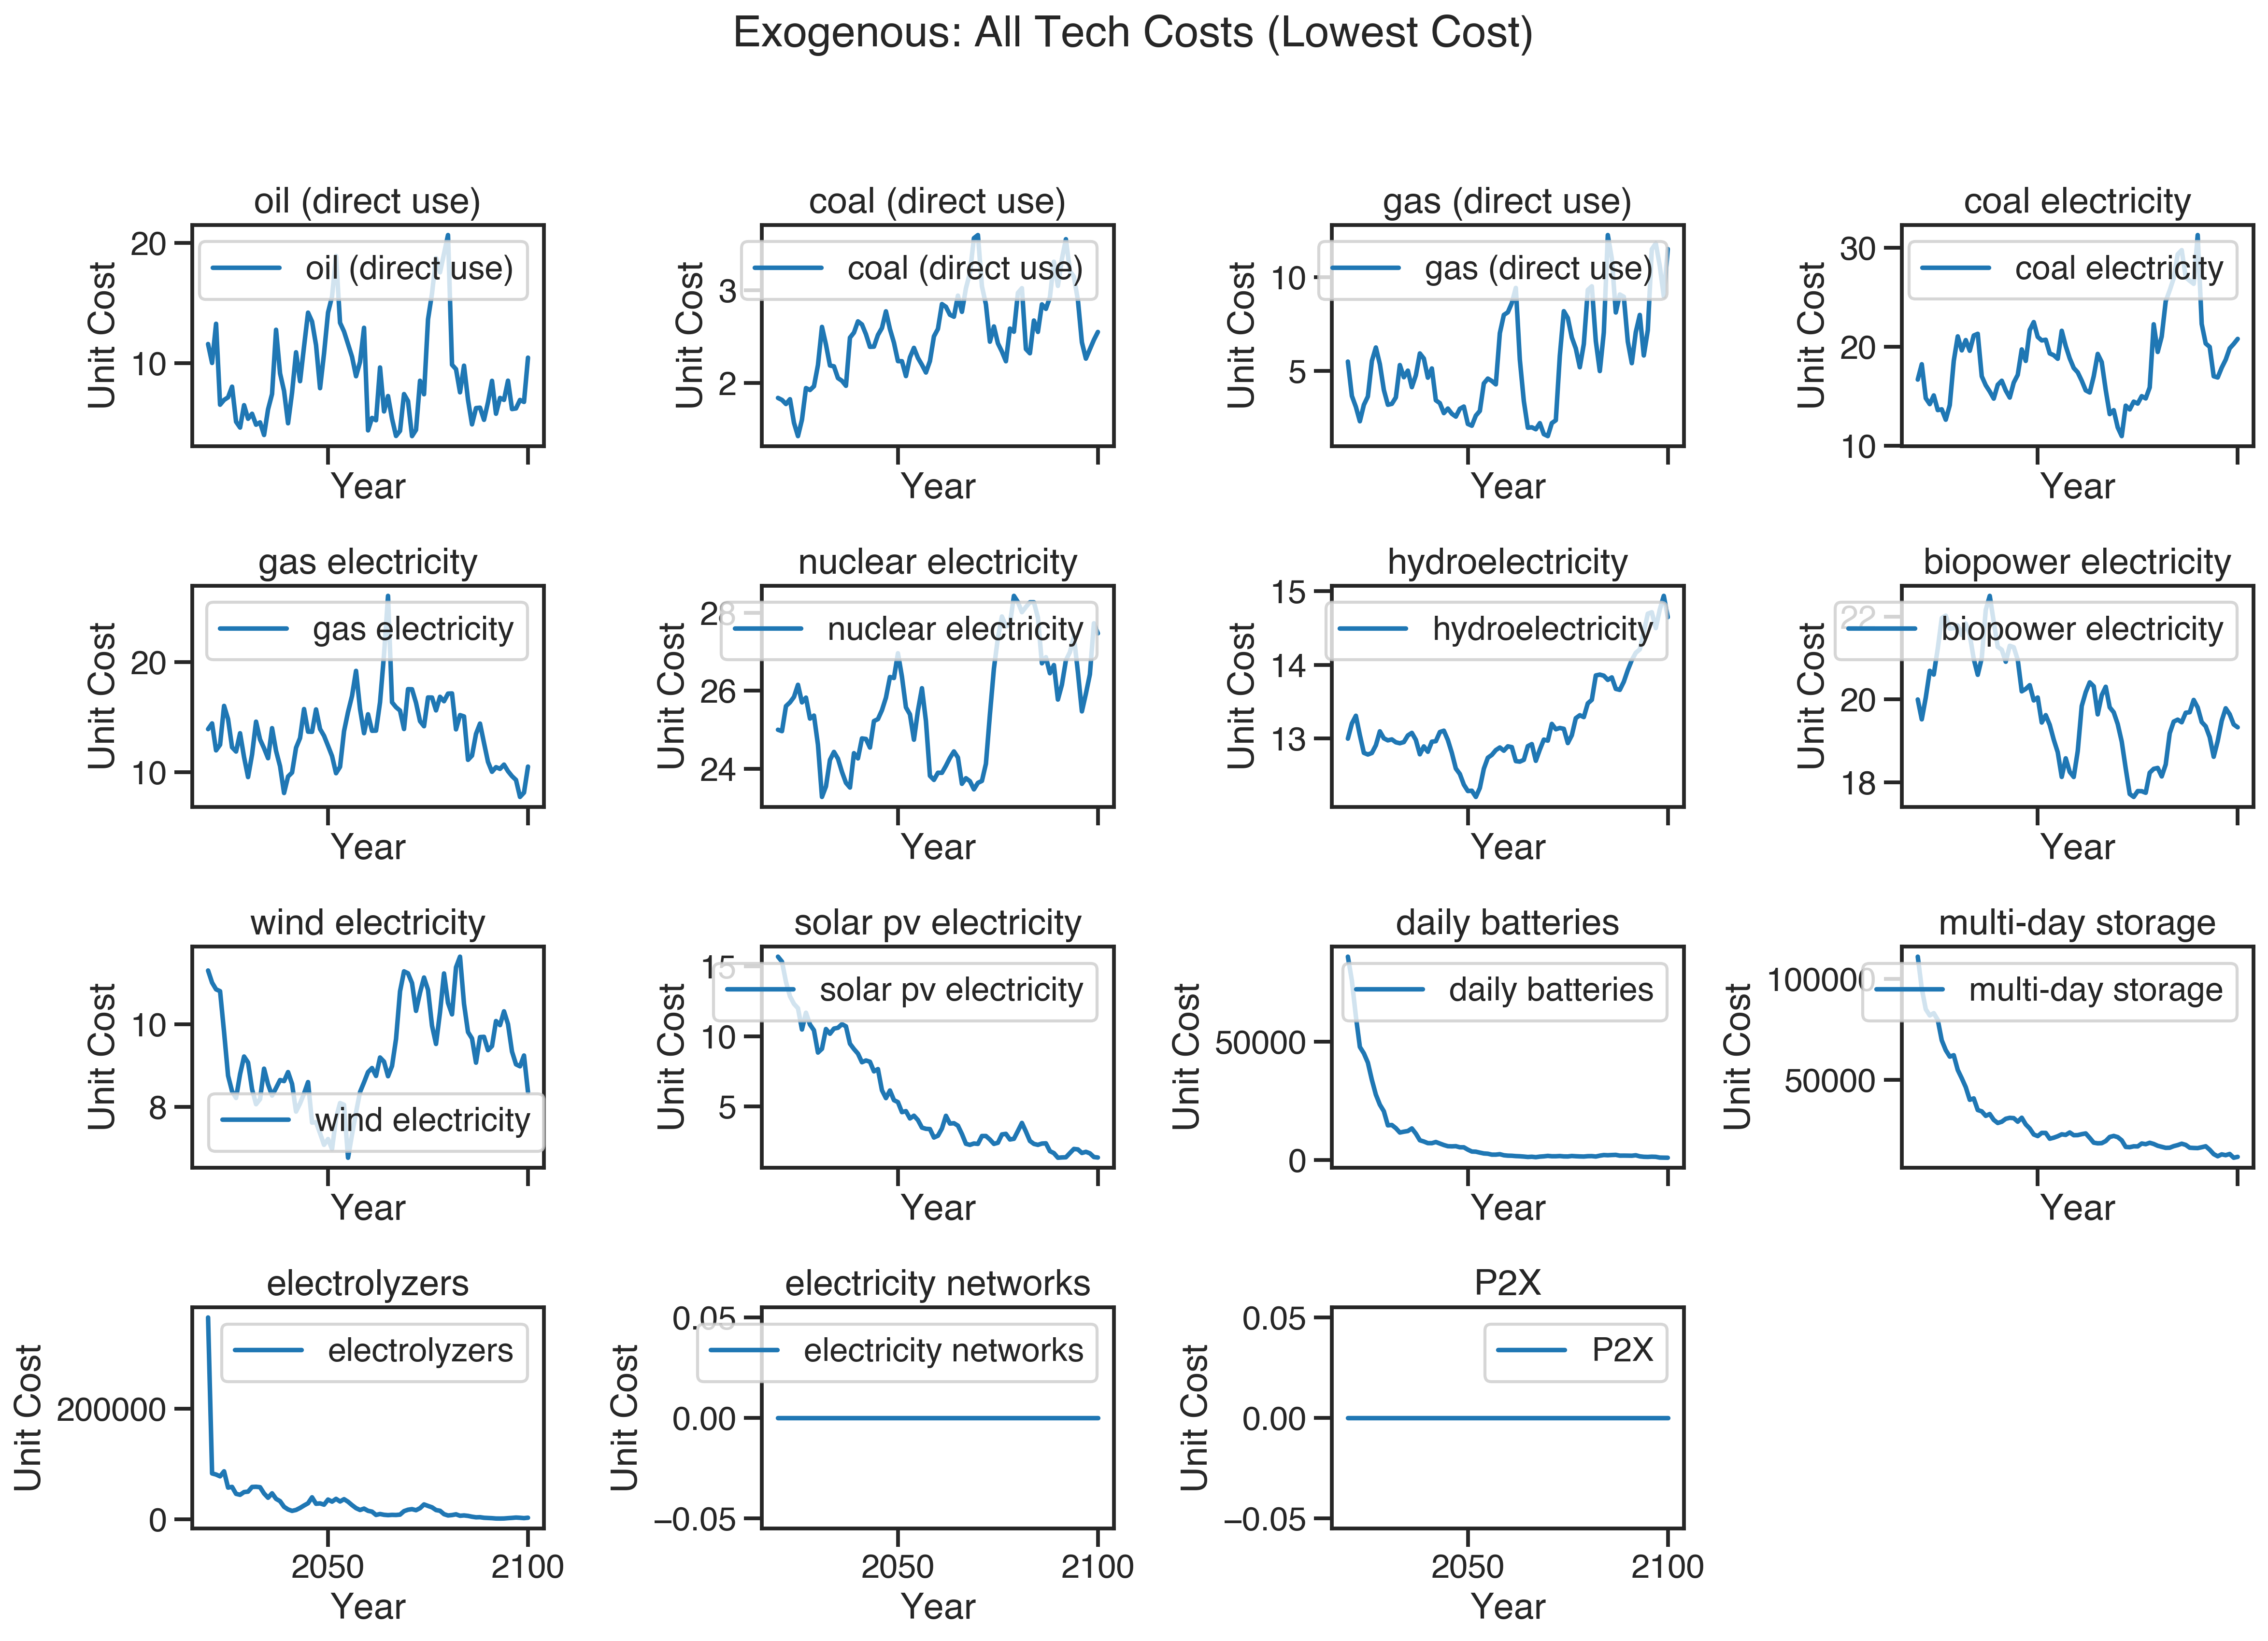 Exogenous: All Tech Costs (Lowest Cost)
oil (direct use)
20
10
Unit Cost
oil (direct use)
Year
coal (direct use)
3
2
Unit Cost
coal (direct use)
Year
gas (direct use)
10
5
Unit Cost
gas (direct use)
Year
coal electricity
30
20
10
Unit Cost
coal electricity
Year
gas electricity
20
10
Unit Cost
gas electricity
Year
nuclear electricity
28
26
24
Unit Cost
nuclear electricity
Year
hydroelectricity
15
14
13
Unit Cost
hydroelectricity
Year
biopower electricity
22
20
18
Unit Cost
biopower electricity
Year
wind electricity
10
8
Unit Cost
wind electricity
Year
solar pv electricity
15
10
5
Unit Cost
solar pv electricity
Year
daily batteries
50000
0
Unit Cost
daily batteries
Year
multi-day storage
100000
50000
Unit Cost
multi-day storage
Year
electrolyzers
200000
0
Unit Cost
electrolyzers
2050 2100
Year
electricity networks
0.05
0.00
−0.05
Unit Cost
electricity networks
2050 2100
Year
P2X
0.05
0.00
−0.05
Unit Cost
P2X
2050 2100
Year